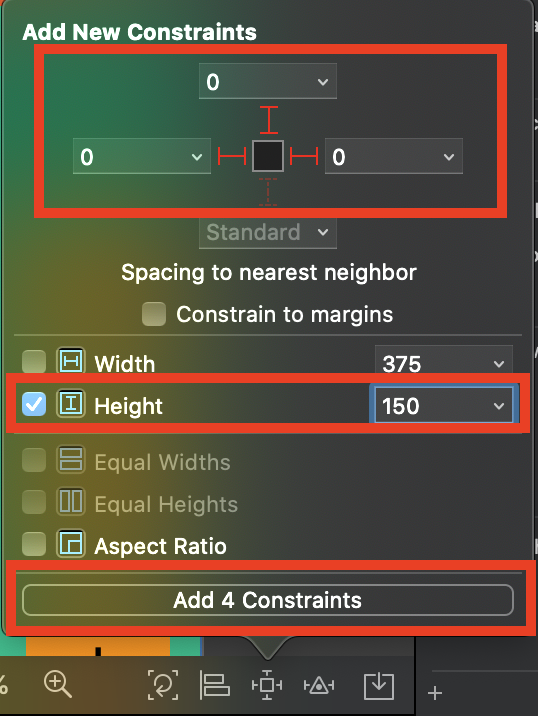 Add New Constraints
0
0 0
Standard
Spacing to nearest neighbor
Constrain to margins
Width 375
Height 150
Equal Widths
Equal Heights
Aspect Ratio
Add 4 Constraints
%